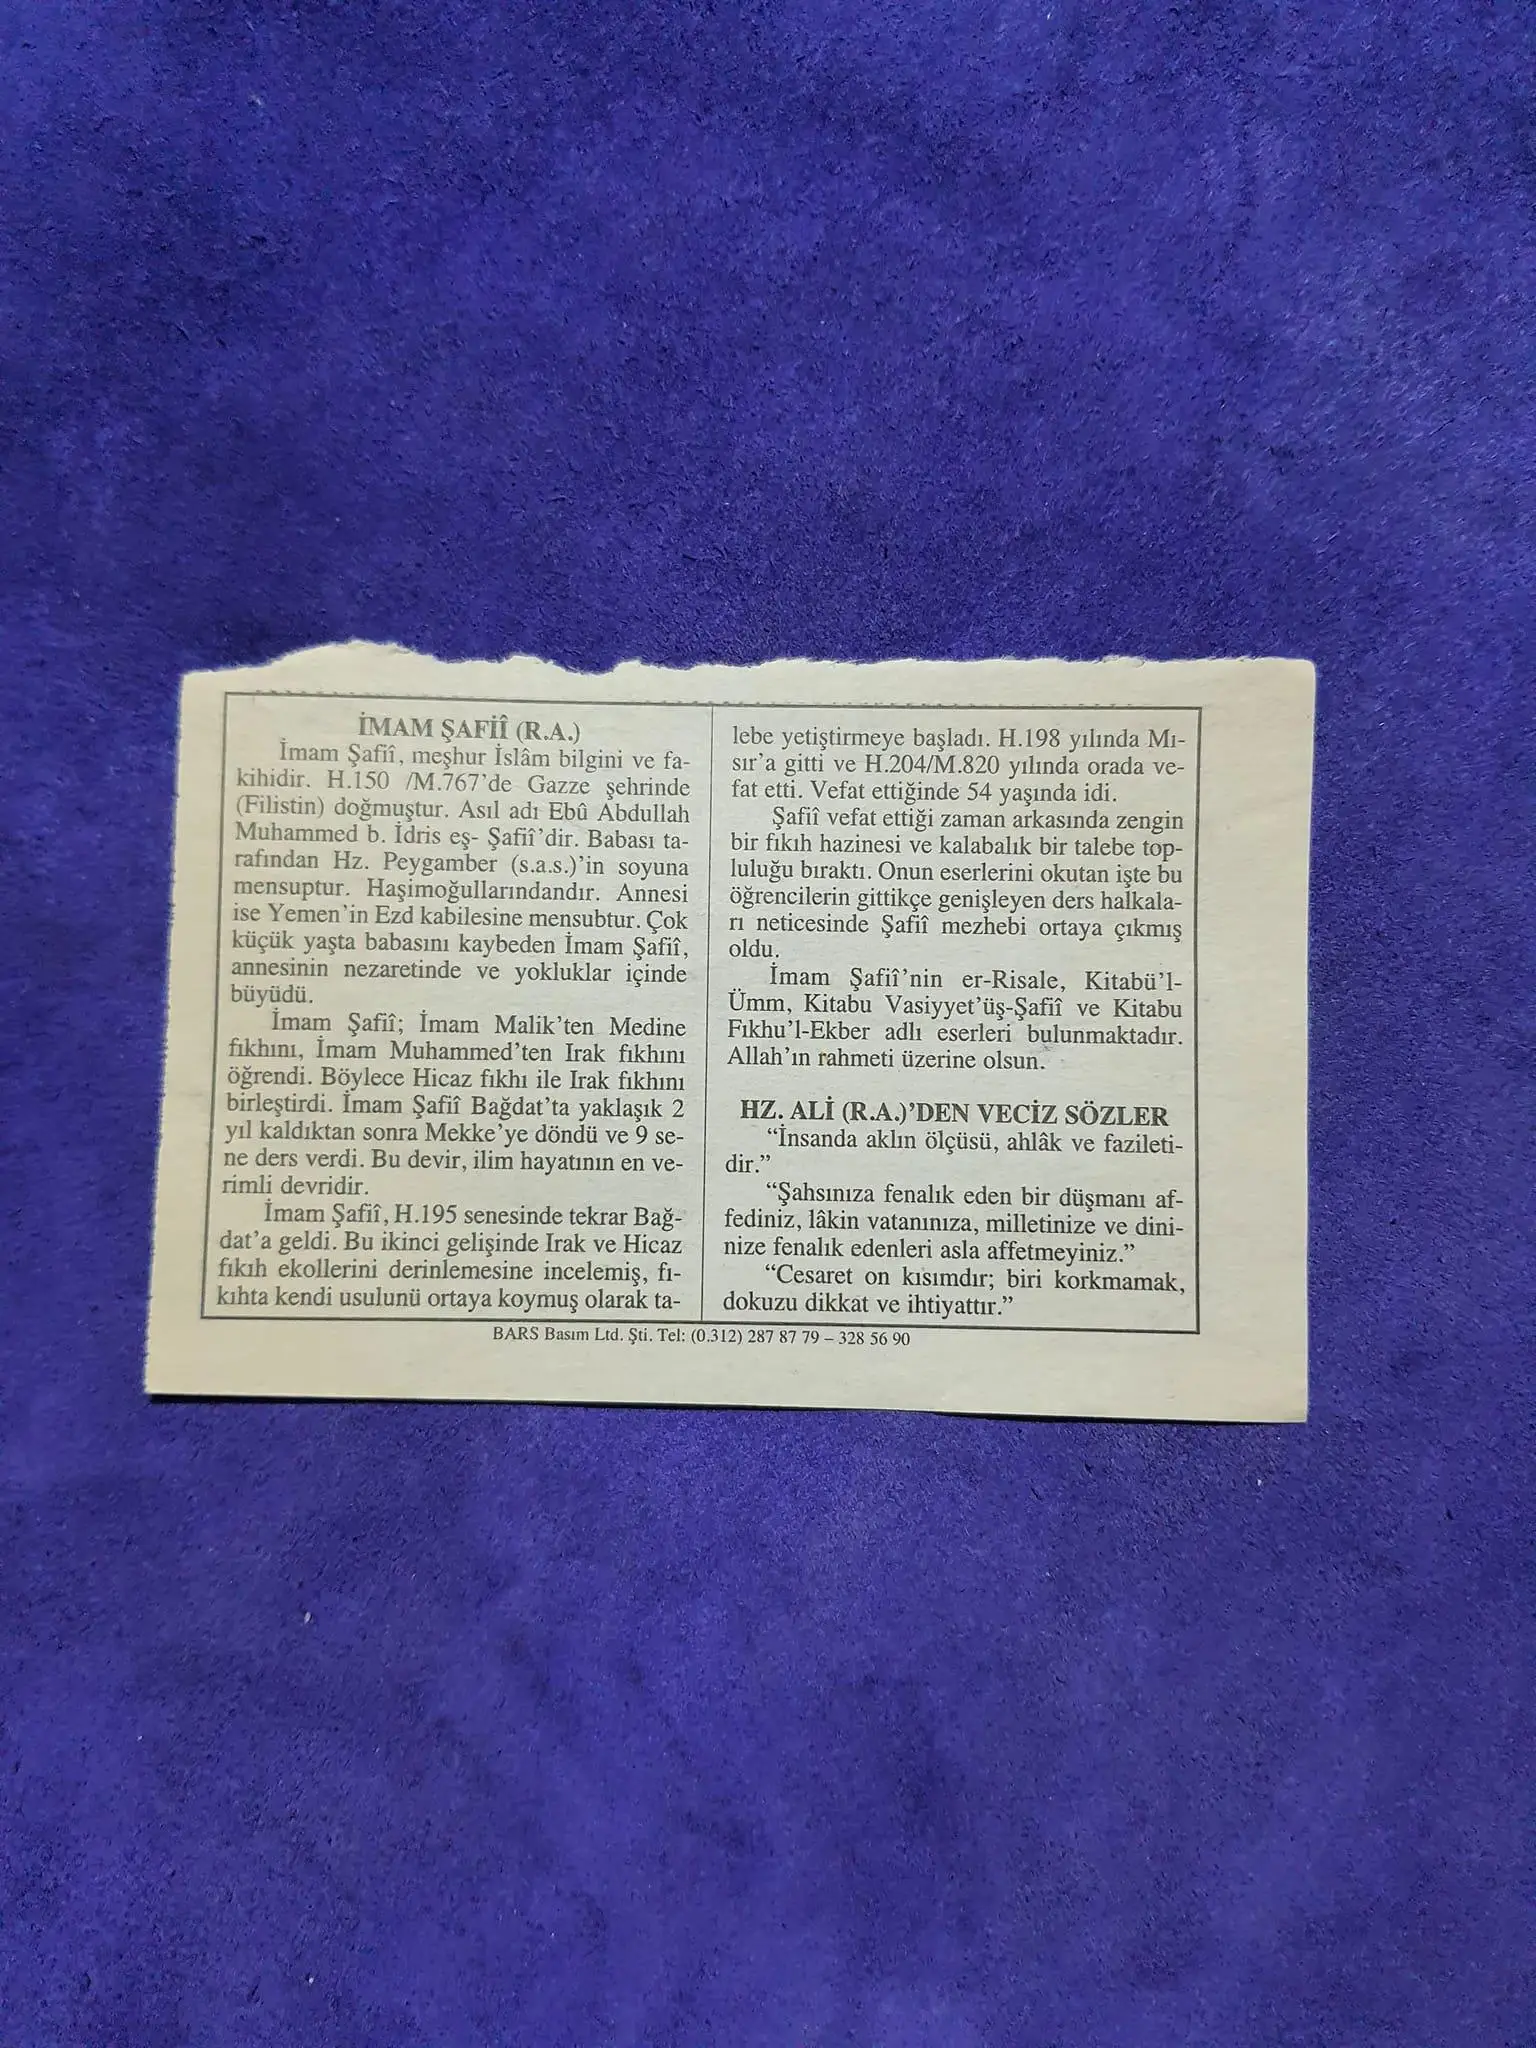 İMAM ŞAFİÎ (R.A.)
İmam Şafiî, meşhur İslâm bilgini ve fa-
kihidir. H.150 /M.767'de Gazze şehrinde
(Filistin) doğmuştur. Asıl adı Ebû Abdullah
Muhammed b. İdris eş- Şafiî'dir. Babası ta-
rafından Hz. Peygamber (s.a.s.)'in soyuna
mensuptur. Haşimoğullarındandır. Annesi
ise Yemen'in Ezd kabilesine mensubtur. Çok
küçük yaşta babasını kaybeden İmam Şafiî,
annesinin nezaretinde ve yokluklar içinde
büyüdü.
İmam Şafiî; İmam Malik'ten Medine
fıkhını, İmam Muhammed'ten Irak fıkhını
öğrendi. Böylece Hicaz fıkhı ile Irak fıkhını
birleştirdi. İmam Şafiî Bağdat'ta yaklaşık 2
yıl kaldıktan sonra Mekke'ye döndü ve 9 se-
ne ders verdi. Bu devir, ilim hayatının en ve-
rimli devridir.
İmam Şafiî, H.195 senesinde tekrar Bağ-
dat'a geldi. Bu ikinci gelişinde Irak ve Hicaz
fıkıh ekollerini derinlemesine incelemiş, fı-
kıhta kendi usulunü ortaya koymuş olarak ta-
lebe yetiştirmeye başladı. H.198 yılında Mı-
sır'a gitti ve H.204/M.820 yılında orada ve-
fat etti. Vefat ettiğinde 54 yaşında idi.
Şafiî vefat ettiği zaman arkasında zengin
bir fıkıh hazinesi ve kalabalık bir talebe top-
luluğu bıraktı. Onun eserlerini okutan işte bu
öğrencilerin gittikçe genişleyen ders halkala-
rı neticesinde Şafiî mezhebi ortaya çıkmış
oldu.
İmam Şafiî'nin er-Risale, Kitabü'l-
Ümm, Kitabu Vasiyyet'üş-Şafiî ve Kitabu
Fıkhu'l-Ekber adlı eserleri bulunmaktadır.
Allah'ın rahmeti üzerine olsun.
HZ. ALİ (R.A.)'DEN VECİZ SÖZLER
"İnsanda aklın ölçüsü, ahlâk ve fazileti-
dir."
"Şahsınıza fenalık eden bir düşmanı af-
fediniz, lâkin vatanınıza, milletinize ve dini-
nize fenalık edenleri asla affetmeyiniz."
"Cesaret on kısımdır; biri korkmamak,
dokuzu dikkat ve ihtiyattır."
BARS Basım Ltd. Şti. Tel: (0.312) 287 87 79 – 328 56 90